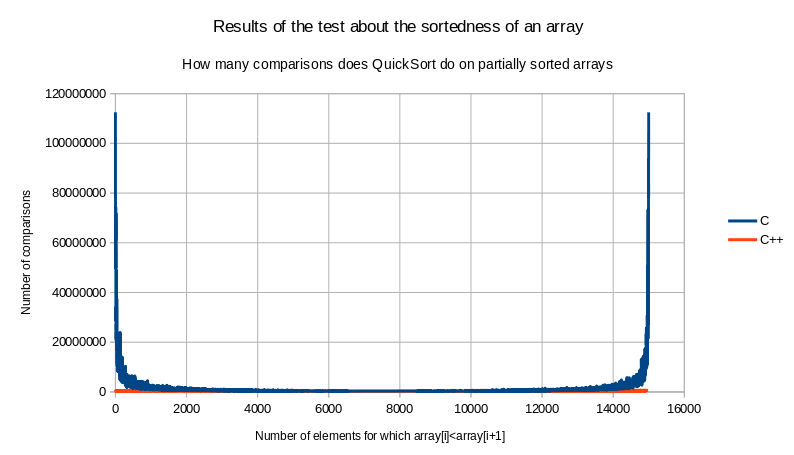 Results of the test about the sortedness of an array
How many comparisons does QuickSort do on partially sorted arrays
120000000
100000000
80000000
60000000
40000000
20000000
0
Number of comparisons
C
C++
0 2000 4000 6000 8000 10000 12000 14000 16000
Number of elements for which array[i]<array[i+1]